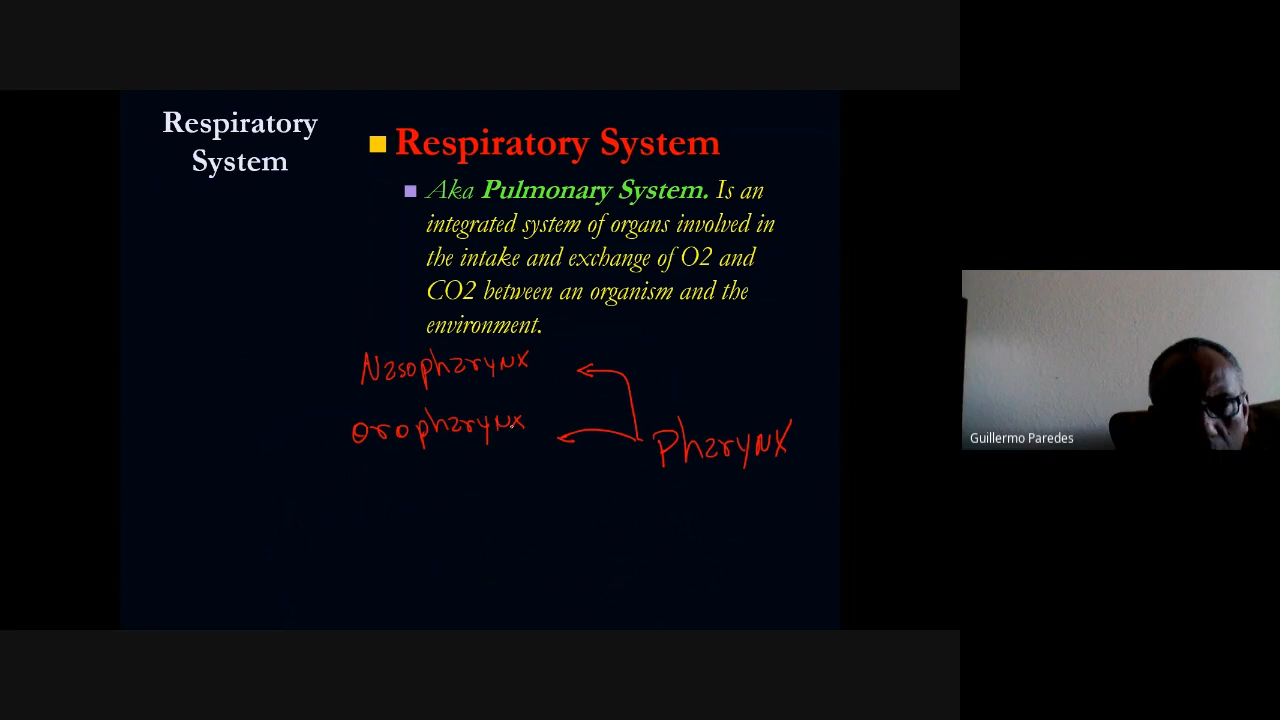 Respiratory
System
Respiratory System
Aka Pulmonary System. Is an
integrated system of organs involved in
the intake and exchange of O2 and
CO2 between an organism and the
environment.
Nasopharynx
oropharynx
Pharynx
Guillermo Paredes